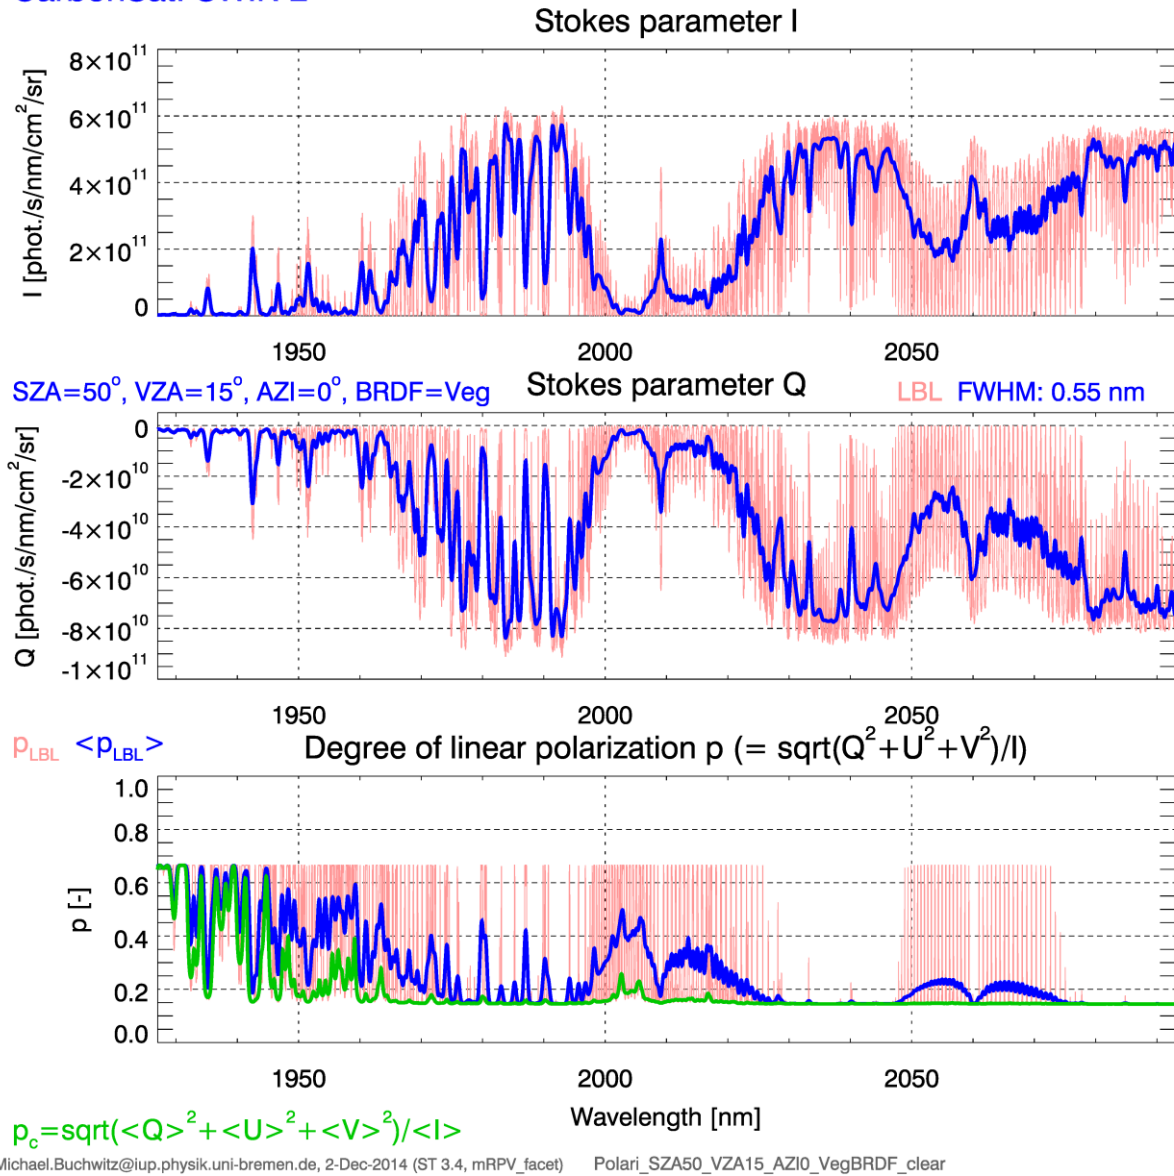 Stokes parameter I
8×10¹¹
6×10¹¹
4×10¹¹
2×10¹¹
0
I [phot./s/nm/cm²/sr]
1950 2000 2050
SZA=50°, VZA=15°, AZI=0°, BRDF=Veg Stokes parameter Q LBL FWHM: 0.55 nm
0
-2×10¹⁰
-4×10¹⁰
-6×10¹⁰
-8×10¹⁰
-1×10¹¹
Q [phot./s/nm/cm²/sr]
1950 2000 2050
p_LBL <p_LBL> Degree of linear polarization p (= sqrt(Q²+U²+V²)/I)
1.0
0.8
0.6
0.4
0.2
0.0
p [-]
1950 2000 2050
Wavelength [nm]
p_c=sqrt(<Q>²+<U>²+<V>²)/<I>
Michael.Buchwitz@iup.physik.uni-bremen.de, 2-Dec-2014 (ST 3.4, mRPV_facet) Polari_SZA50_VZA15_AZI0_VegBRDF_clear